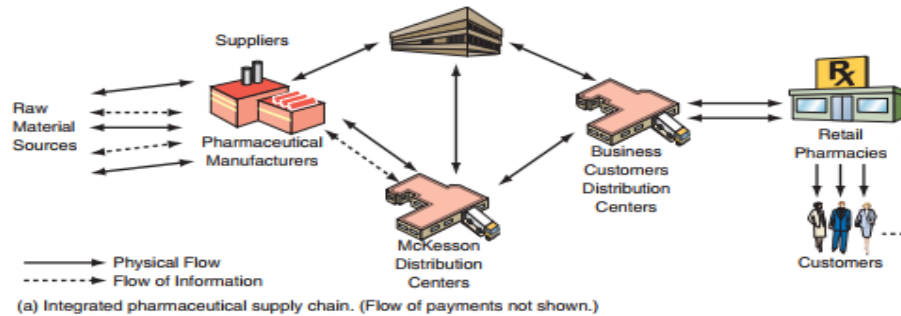 Suppliers
Raw
Material
Sources
Pharmaceutical
Manufacturers
McKesson
Distribution
Centers
Business
Customers
Distribution
Centers
Rx
Retail
Pharmacies
Customers
Physical Flow
Flow of Information
(a) Integrated pharmaceutical supply chain. (Flow of payments not shown.)